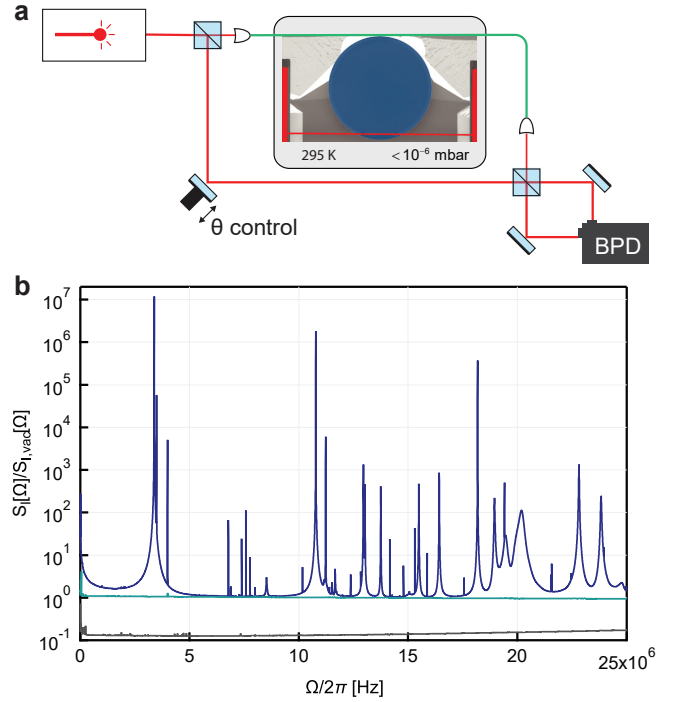 a
295 K <10⁻⁶ mbar
θ control
BPD
b
10⁷
10⁶
10⁵
10⁴
10³
10²
10¹
10⁰
10⁻¹
S_I[Ω]/S_I,vac[Ω]
0 5 10 15 20 25x10⁶
Ω/2π [Hz]